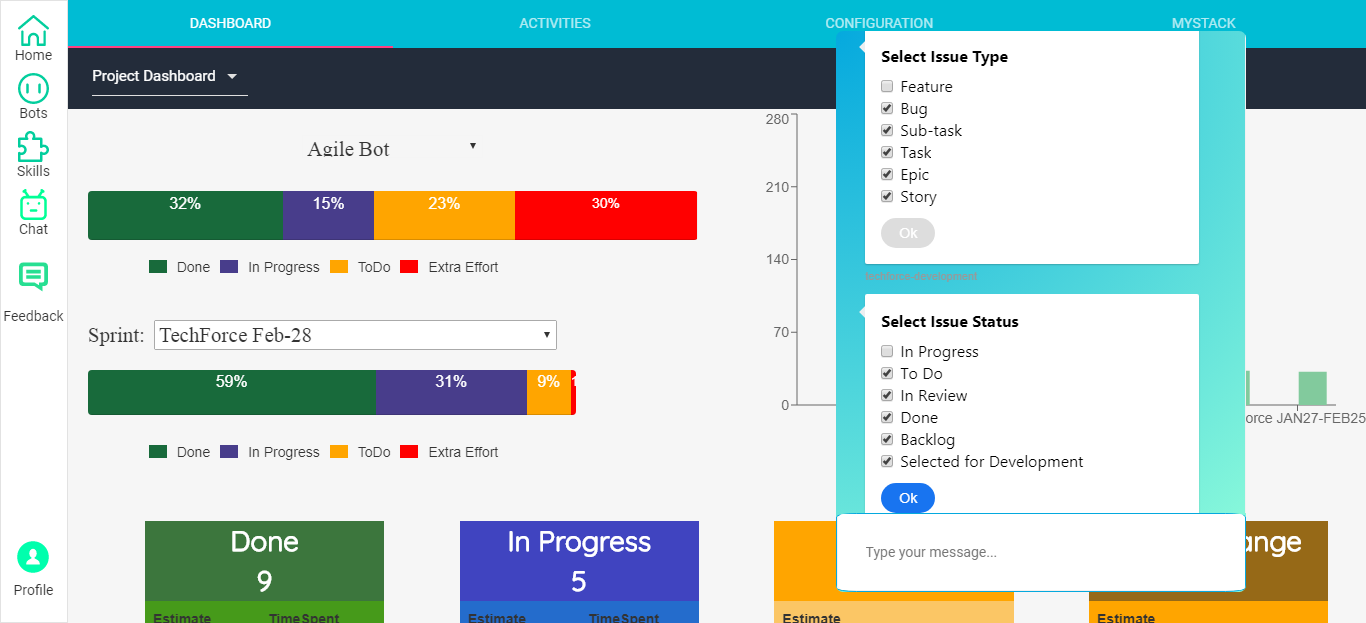 DASHBOARD
ACTIVITIES
CONFIGURATION
MYSTACK
Home
Bots
Skills
Chat
Feedback
Profile
Project Dashboard
Agile Bot
32%
15%
23%
30%
Done
In Progress
ToDo
Extra Effort
Sprint:
TechForce Feb-28
59%
31%
9%
Done
In Progress
ToDo
Extra Effort
280
210
140
70
0
orce JAN27-FEB25
Select Issue Type
Feature
Bug
Sub-task
Task
Epic
Story
Ok
techforce-development
Select Issue Status
In Progress
To Do
In Review
Done
Backlog
Selected for Development
Ok
Type your message...
Done
9
Estimate
TimeSpent
In Progress
5
Estimate
TimeSpent
Estimate
ange
Estimate